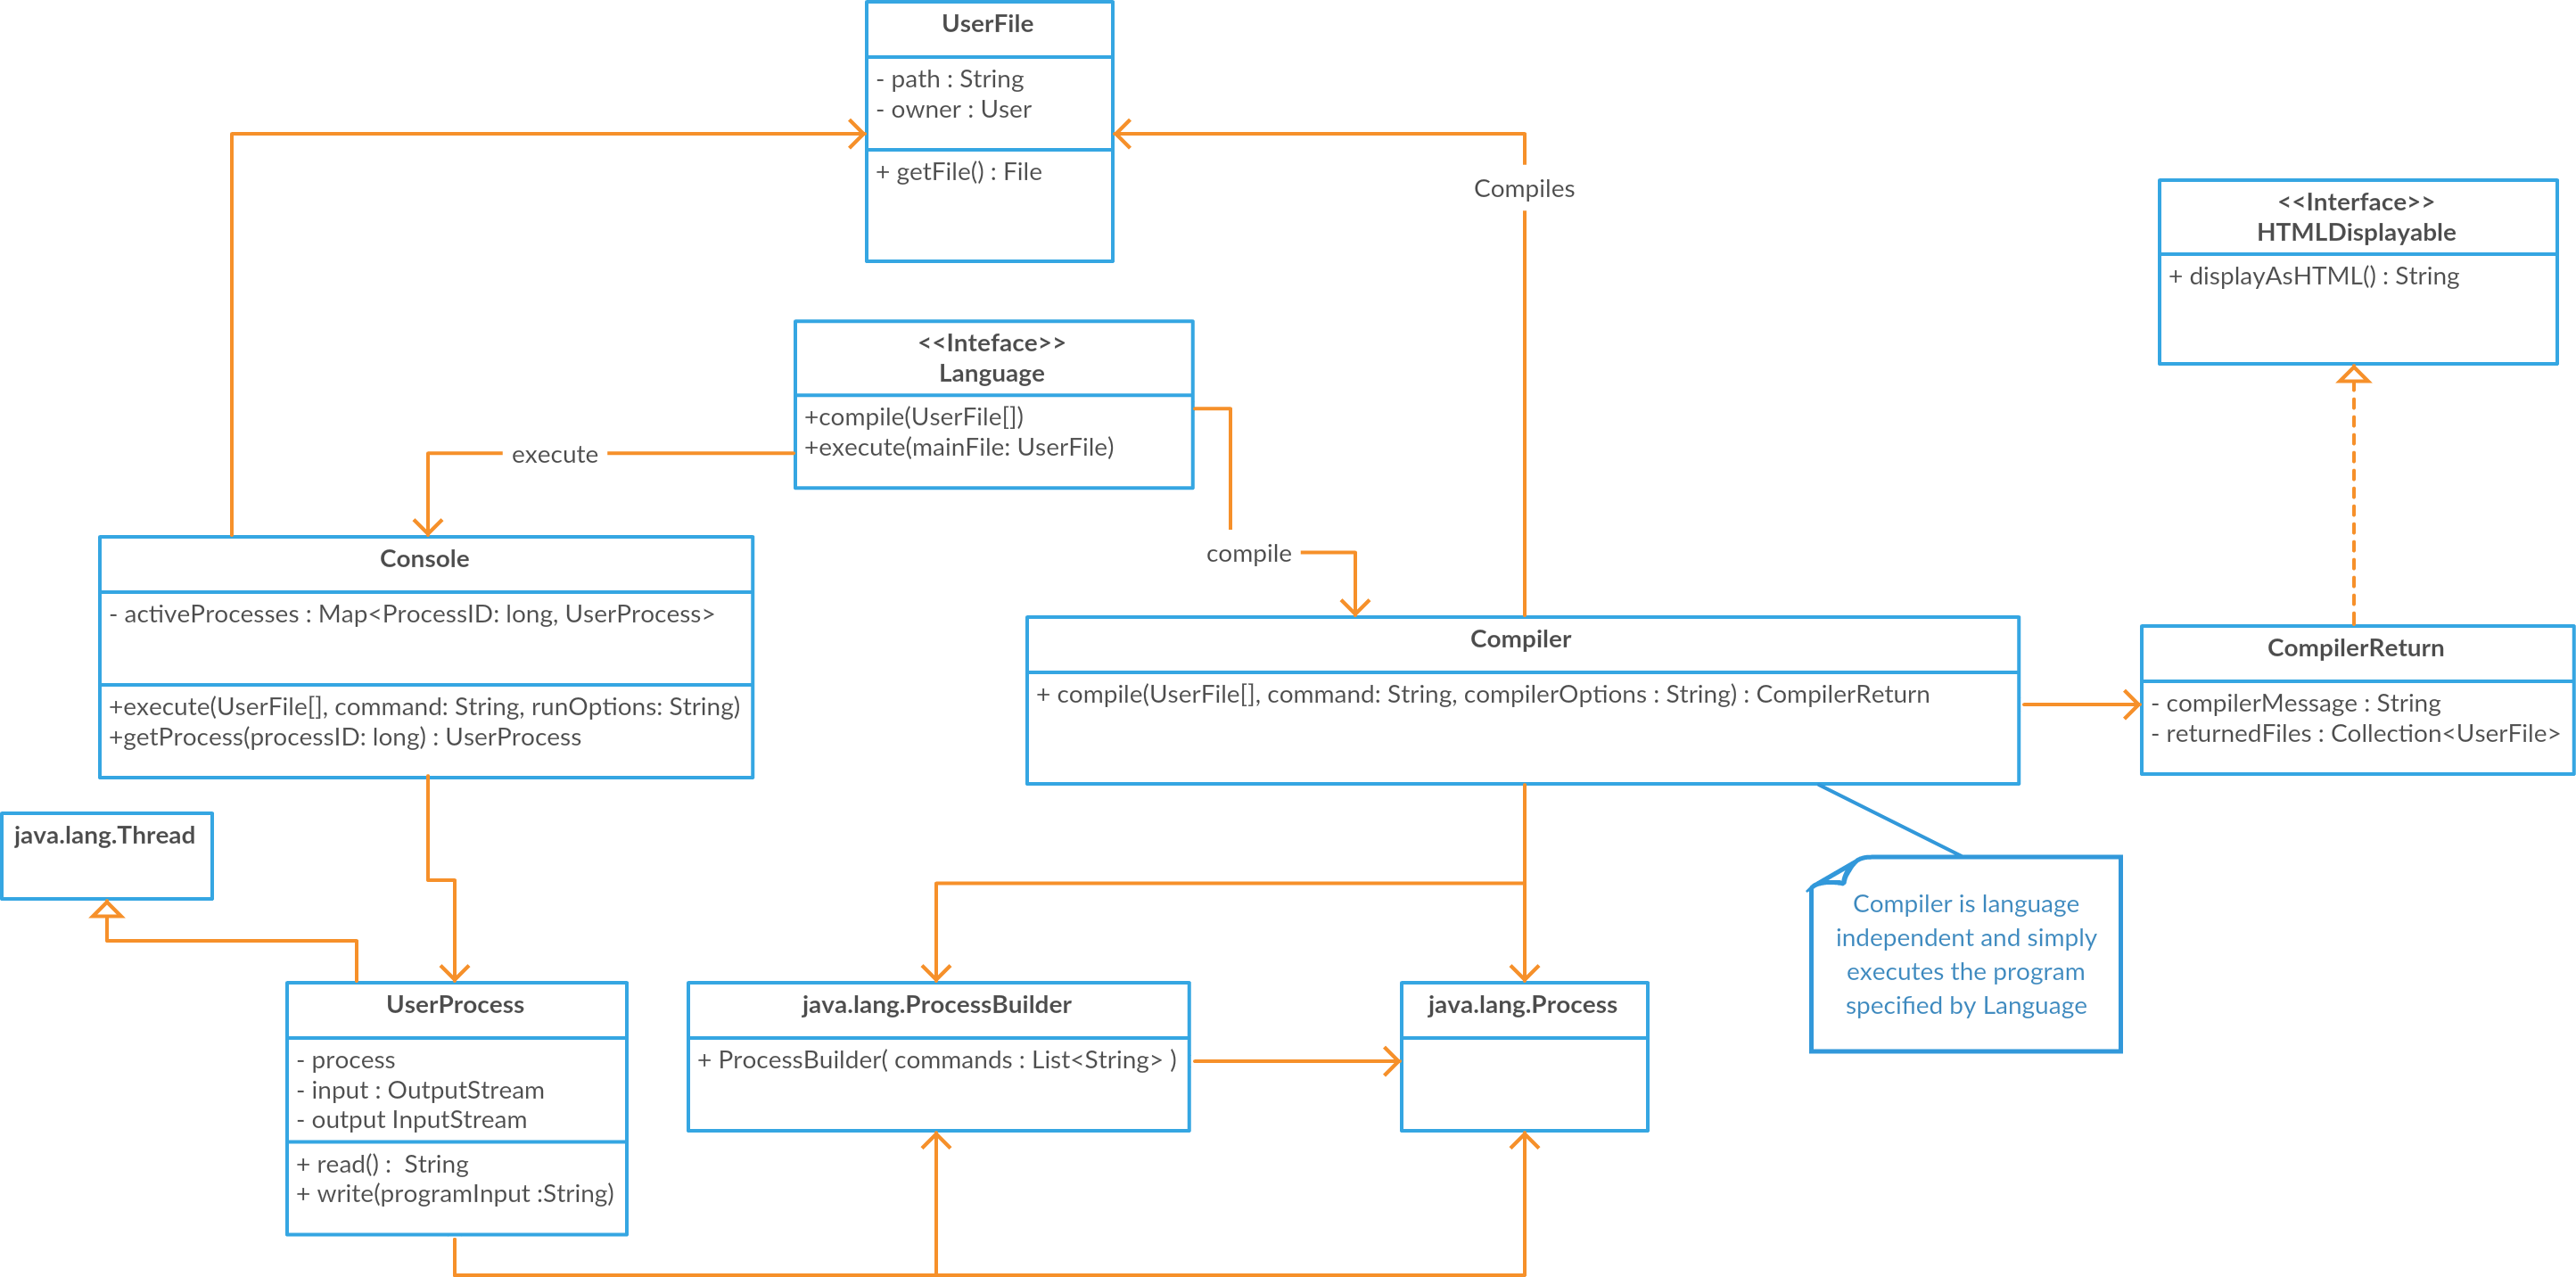 UserFile
- path : String
- owner : User
+ getFile() : File
Compiles
<<Interface>>
HTMLDisplayable
+ displayAsHTML() : String
<<Inteface>>
Language
+compile(UserFile[])
+execute(mainFile: UserFile)
execute
compile
Console
- activeProcesses : Map<ProcessID: long, UserProcess>
+execute(UserFile[], command: String, runOptions: String)
+getProcess(processID: long) : UserProcess
Compiler
+ compile(UserFile[], command: String, compilerOptions : String) : CompilerReturn
CompilerReturn
- compilerMessage : String
- returnedFiles : Collection<UserFile>
java.lang.Thread
Compiler is language
independent and simply
executes the program
specified by Language
UserProcess
- process
- input : OutputStream
- output InputStream
+ read() :  String
+ write(programInput :String)
java.lang.ProcessBuilder
+ ProcessBuilder( commands : List<String> )
java.lang.Process